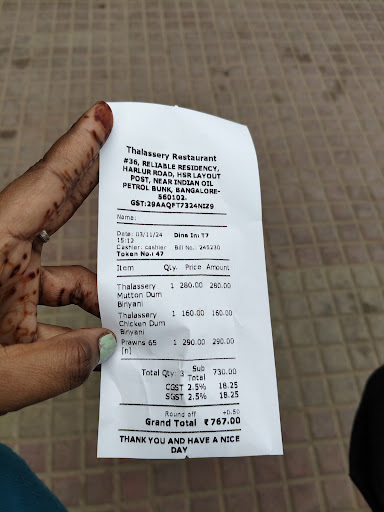 Thalassery Restaurant
#36, RELIABLE RESIDENCY,
HARLUR ROAD, HSR LAYOUT
POST, NEAR INDIAN OIL
PETROL BUNK, BANGALORE-
560102.
GST:29AAQFT7324N1Z9
Name:
Date: 03/11/24 Dine In: T7
15:12
Cashier: cashier Bill No.: 245230
Token No.: 47
Item Qty. Price Amount
Thalassery 1 280.00 280.00
Mutton Dum
Biriyani
Thalassery 1 160.00 160.00
Chicken Dum
Biriyani
Prawns 65 1 290.00 290.00
[n]
Total Qty: 3 Sub 730.00
Total
CGST 2.5% 18.25
SGST 2.5% 18.25
Round off +0.50
Grand Total ₹767.00
THANK YOU AND HAVE A NICE
DAY